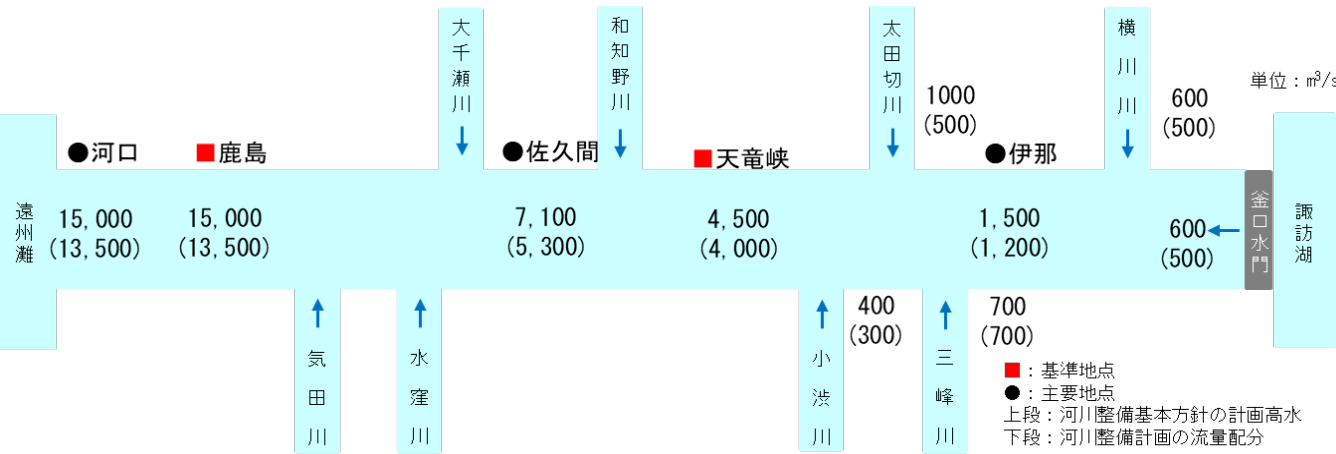 大千瀬川
和知野川
太田切川
横川川
単位：m³/s
1000
(500)
600
(500)
●河口
■鹿島
●佐久間
■天竜峡
●伊那
遠州灘
15,000
(13,500)
15,000
(13,500)
7,100
(5,300)
4,500
(4,000)
1,500
(1,200)
600
(500)
釜口水門
諏訪湖
気田川
水窪川
小渋川
400
(300)
三峰川
700
(700)
■：基準地点
●：主要地点
上段：河川整備基本方針の計画高水
下段：河川整備計画の流量配分